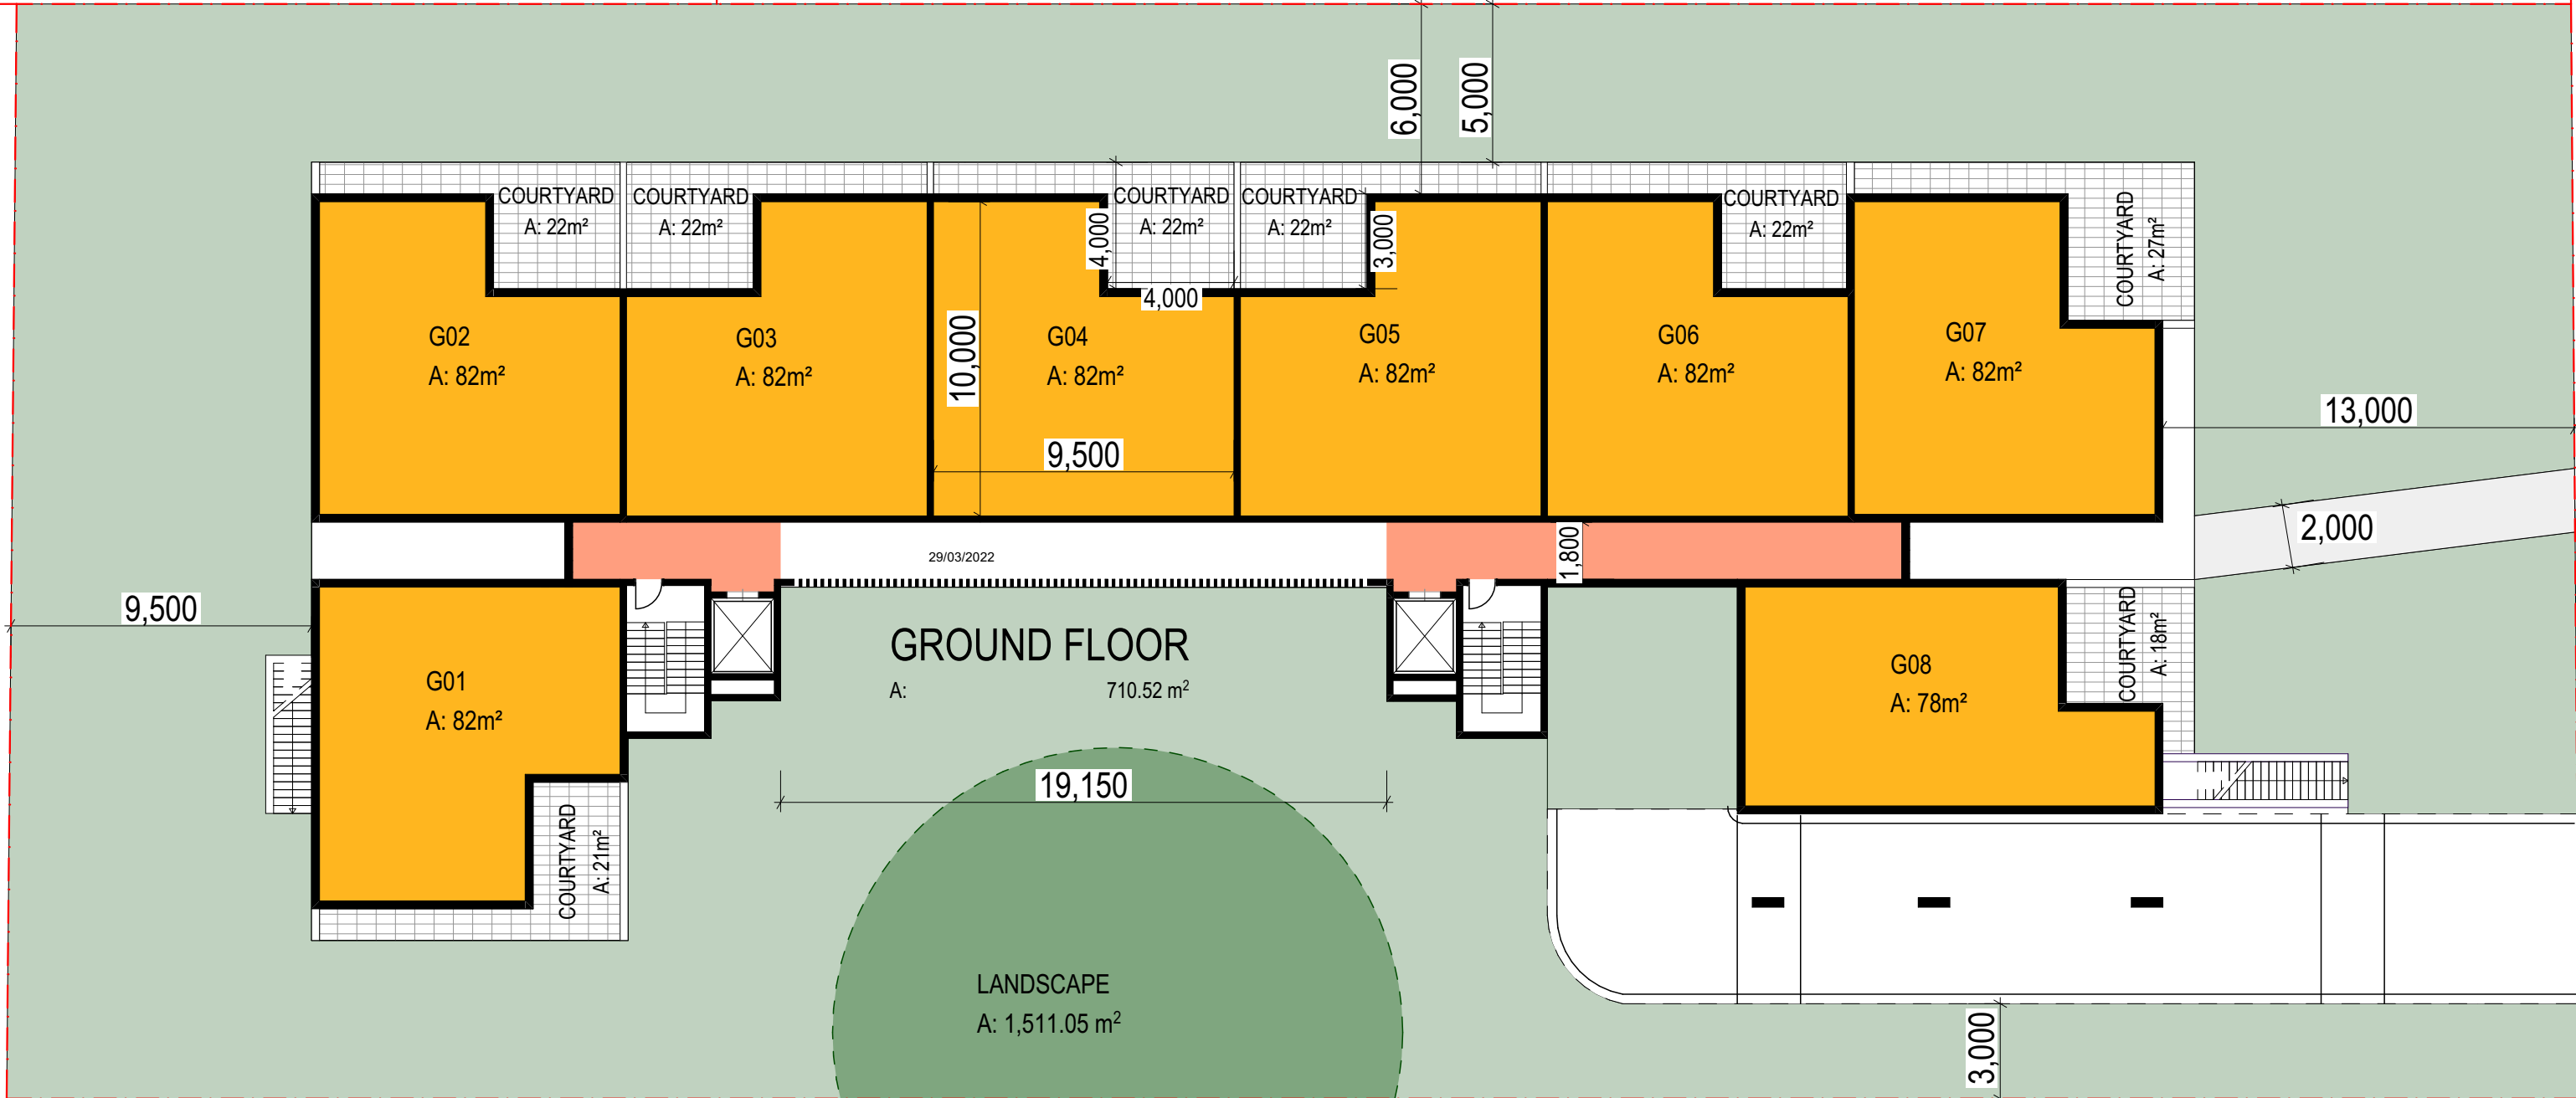 6,000
5,000
COURTYARD
A: 22m²
COURTYARD
A: 22m²
COURTYARD
A: 22m²
COURTYARD
A: 22m²
COURTYARD
A: 22m²
COURTYARD
A: 27m²
4,000
3,000
4,000
G02
A: 82m²
G03
A: 82m²
10,000
G04
A: 82m²
G05
A: 82m²
G06
A: 82m²
G07
A: 82m²
13,000
9,500
2,000
29/03/2022
1,800
9,500
GROUND FLOOR
A: 710.52 m²
G01
A: 82m²
G08
A: 78m²
COURTYARD
A: 18m²
19,150
COURTYARD
A: 21m²
LANDSCAPE
A: 1,511.05 m²
3,000